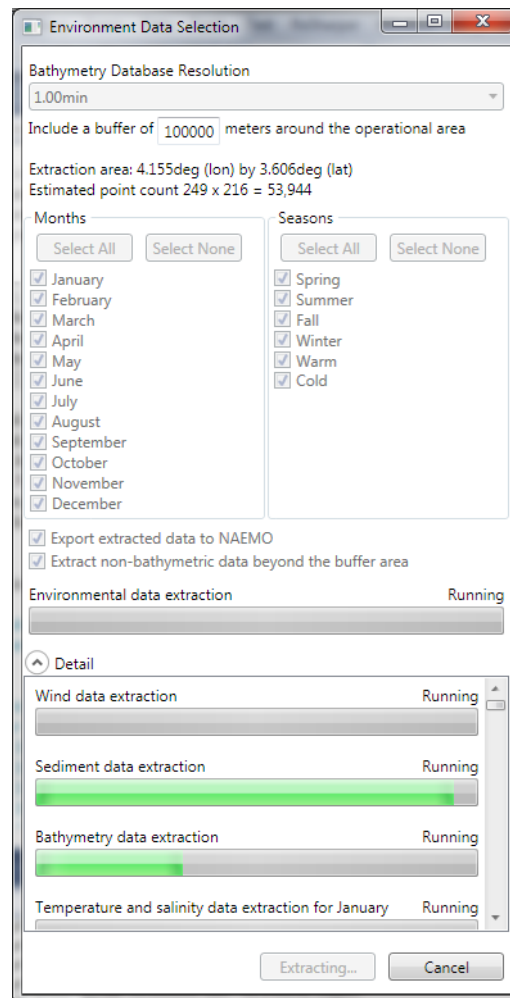 Environment Data Selection
Bathymetry Database Resolution
1.00min
Include a buffer of 100000 meters around the operational area
Extraction area: 4.155deg (lon) by 3.606deg (lat)
Estimated point count 249 x 216 = 53,944
Months
Select All Select None
January
February
March
April
May
June
July
August
September
October
November
December
Seasons
Select All Select None
Spring
Summer
Fall
Winter
Warm
Cold
Export extracted data to NAEMO
Extract non-bathymetric data beyond the buffer area
Environmental data extraction Running
Detail
Wind data extraction Running
Sediment data extraction Running
Bathymetry data extraction Running
Temperature and salinity data extraction for January Running
Extracting... Cancel